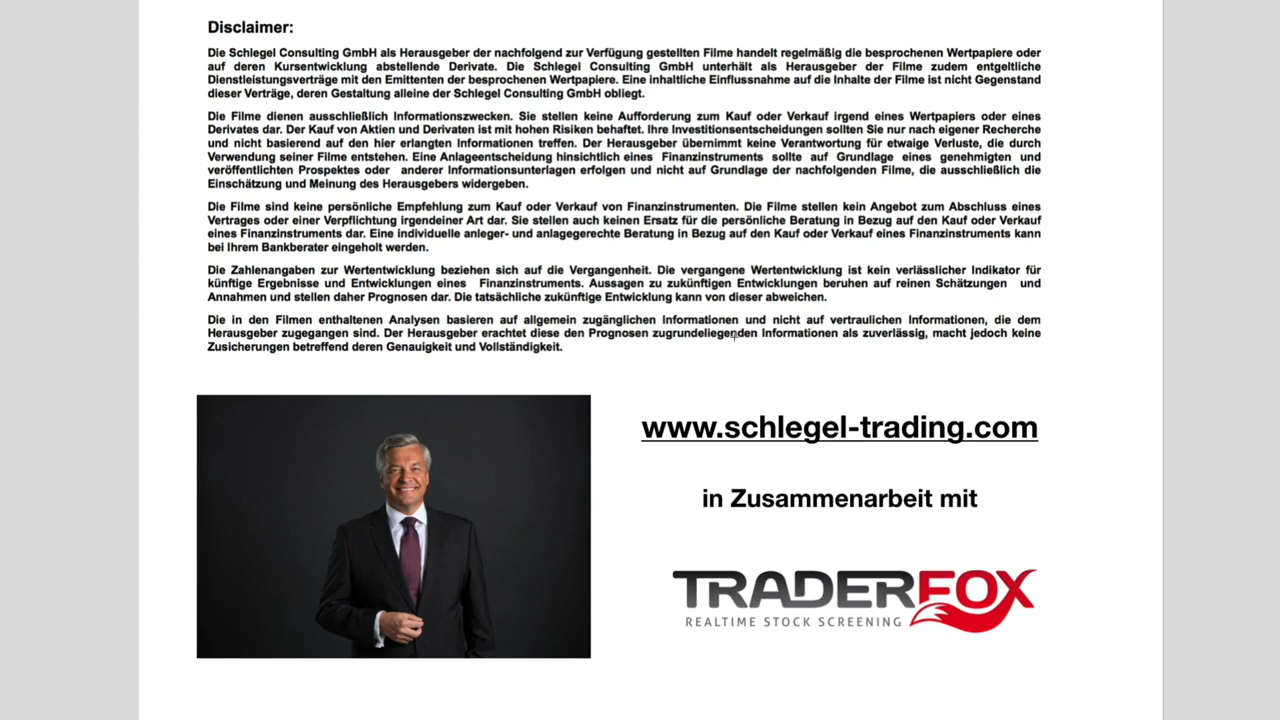 Disclaimer:
Die Schlegel Consulting GmbH als Herausgeber der nachfolgend zur Verfügung gestellten Filme handelt regelmäßig die besprochenen Wertpapiere oder
auf deren Kursentwicklung abstellende Derivate. Die Schlegel Consulting GmbH unterhält als Herausgeber der Filme zudem entgeltliche
Dienstleistungsverträge mit den Emittenten der besprochenen Wertpapiere. Eine inhaltliche Einflussnahme auf die Inhalte der Filme ist nicht Gegenstand
dieser Verträge, deren Gestaltung alleine der Schlegel Consulting GmbH obliegt.
Die Filme dienen ausschließlich Informationszwecken. Sie stellen keine Aufforderung zum Kauf oder Verkauf irgend eines Wertpapiers oder eines
Derivates dar. Der Kauf von Aktien und Derivaten ist mit hohen Risiken behaftet. Ihre Investitionsentscheidungen sollten Sie nur nach eigener Recherche
und nicht basierend auf den hier erlangten Informationen treffen. Der Herausgeber übernimmt keine Verantwortung für etwaige Verluste, die durch
Verwendung seiner Filme entstehen. Eine Anlageentscheidung hinsichtlich eines Finanzinstruments sollte auf Grundlage eines genehmigten und
veröffentlichten Prospektes oder anderer Informationsunterlagen erfolgen und nicht auf Grundlage der nachfolgenden Filme, die ausschließlich die
Einschätzung und Meinung des Herausgebers widergeben.
Die Filme sind keine persönliche Empfehlung zum Kauf oder Verkauf von Finanzinstrumenten. Die Filme stellen kein Angebot zum Abschluss eines
Vertrages oder einer Verpflichtung irgendeiner Art dar. Sie stellen auch keinen Ersatz für die persönliche Beratung in Bezug auf den Kauf oder Verkauf
eines Finanzinstruments dar. Eine individuelle anleger- und anlagegerechte Beratung in Bezug auf den Kauf oder Verkauf eines Finanzinstruments kann
bei Ihrem Bankberater eingeholt werden.
Die Zahlenangaben zur Wertentwicklung beziehen sich auf die Vergangenheit. Die vergangene Wertentwicklung ist kein verlässlicher Indikator für
künftige Ergebnisse und Entwicklungen eines Finanzinstruments. Aussagen zu zukünftigen Entwicklungen beruhen auf reinen Schätzungen und
Annahmen und stellen daher Prognosen dar. Die tatsächliche zukünftige Entwicklung kann von dieser abweichen.
Die in den Filmen enthaltenen Analysen basieren auf allgemein zugänglichen Informationen und nicht auf vertraulichen Informationen, die dem
Herausgeber zugegangen sind. Der Herausgeber erachtet diese den Prognosen zugrundeliegenden Informationen als zuverlässig, macht jedoch keine
Zusicherungen betreffend deren Genauigkeit und Vollständigkeit.
www.schlegel-trading.com
in Zusammenarbeit mit
TRADERFOX
REALTIME STOCK SCREENING